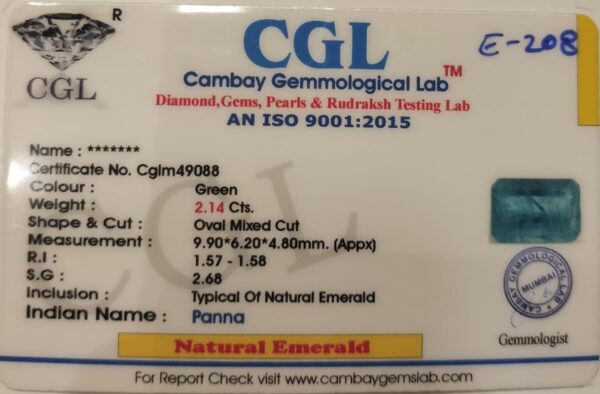 R
CGL
CGL TM
E-208
Cambay Gemmological Lab
Diamond,Gems, Pearls & Rudraksh Testing Lab
AN ISO 9001:2015
Name : *******
Certificate No. Cglm49088
Colour : Green
Weight : 2.14 Cts.
Shape & Cut : Oval Mixed Cut
Measurement : 9.90*6.20*4.80mm. (Appx)
R.I : 1.57 - 1.58
S.G : 2.68
Inclusion : Typical Of Natural Emerald
Indian Name : Panna
CGL
CAMBAY GEMMOLOGICAL LAB
MUMBAI
Gemmologist
Natural Emerald
For Report Check visit www.cambaygemslab.com